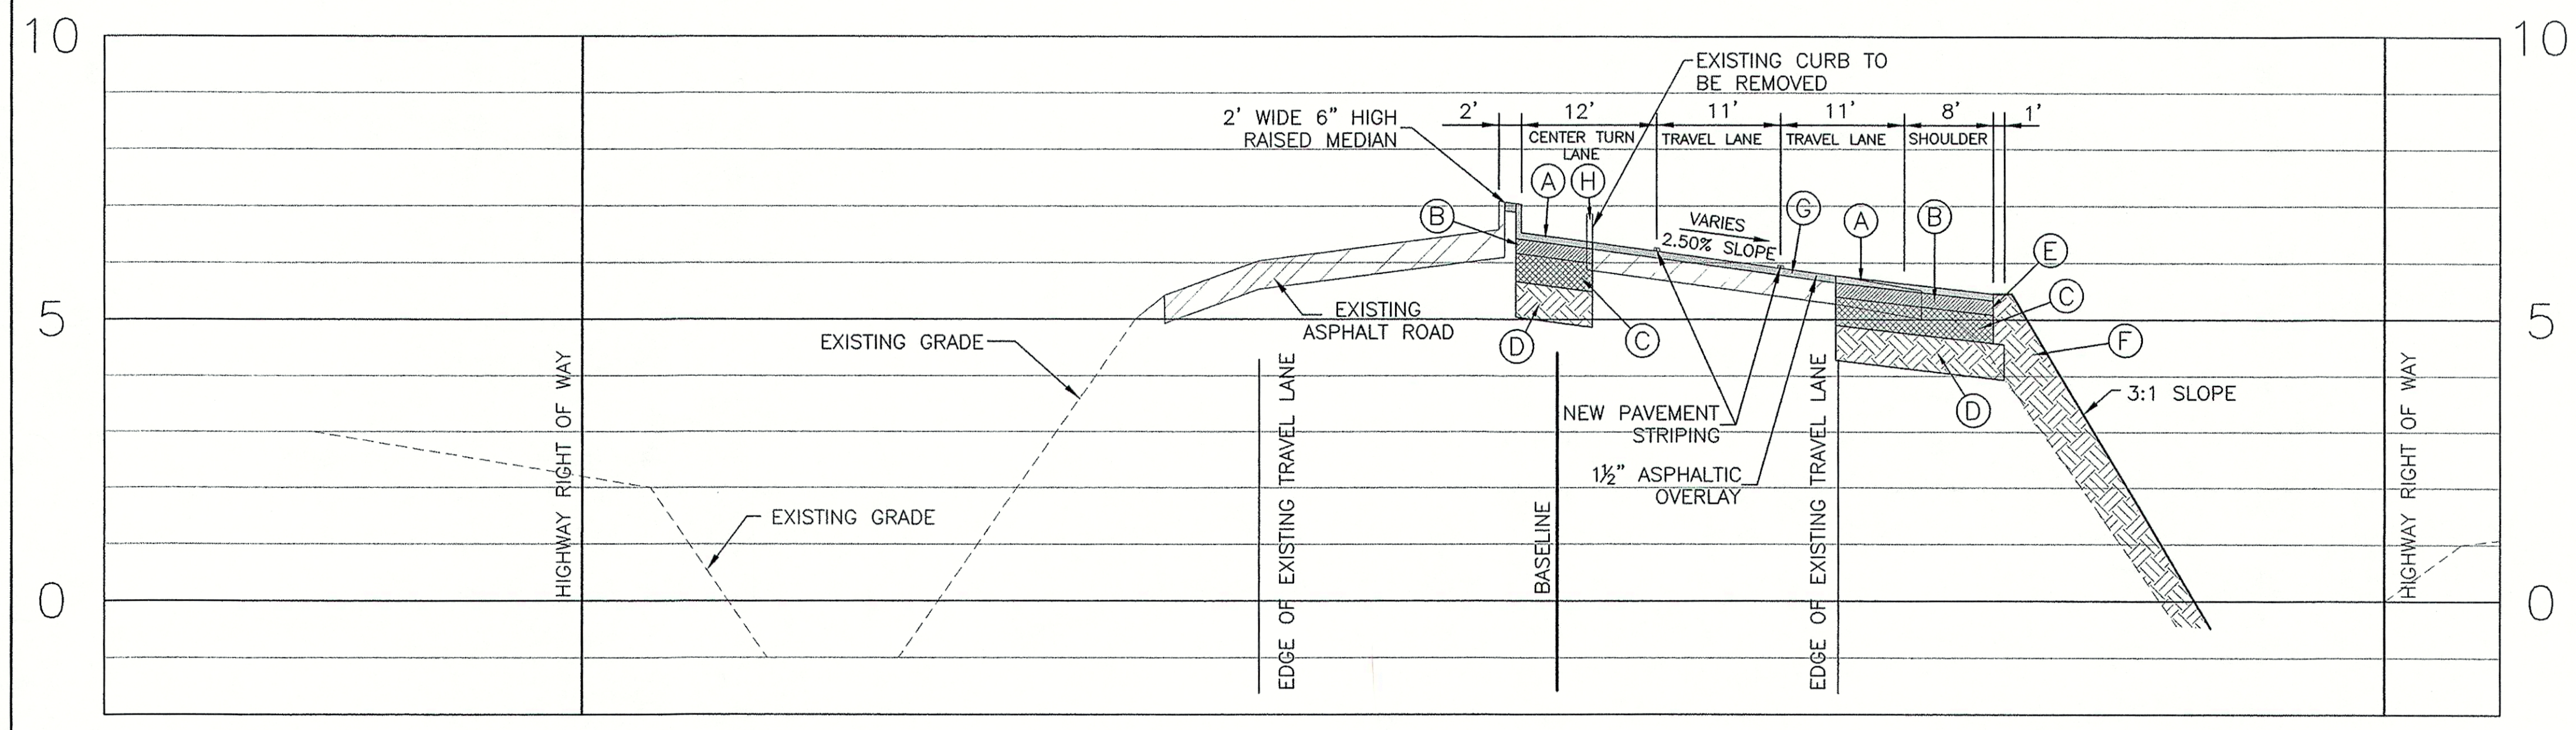 10
10
EXISTING CURB TO
BE REMOVED
2' WIDE 6" HIGH
RAISED MEDIAN
2'
12'
11'
11'
8'
1'
CENTER TURN
LANE
TRAVEL LANE
TRAVEL LANE
SHOULDER
A
H
B
VARIES
2.50% SLOPE
G
A
B
E
C
F
D
C
D
5
5
EXISTING
ASPHALT ROAD
EXISTING GRADE
3:1 SLOPE
NEW PAVEMENT
STRIPING
1½" ASPHALTIC
OVERLAY
EXISTING GRADE
HIGHWAY RIGHT OF WAY
EDGE OF EXISTING TRAVEL LANE
BASELINE
EDGE OF EXISTING TRAVEL LANE
HIGHWAY RIGHT OF WAY
0
0